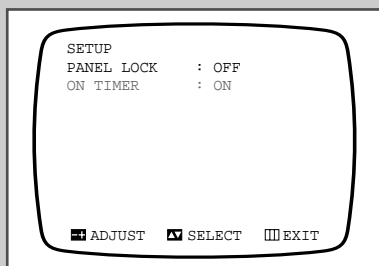 SETUP
PANEL LOCK : OFF
ON TIMER : ON
ADJUST SELECT EXIT